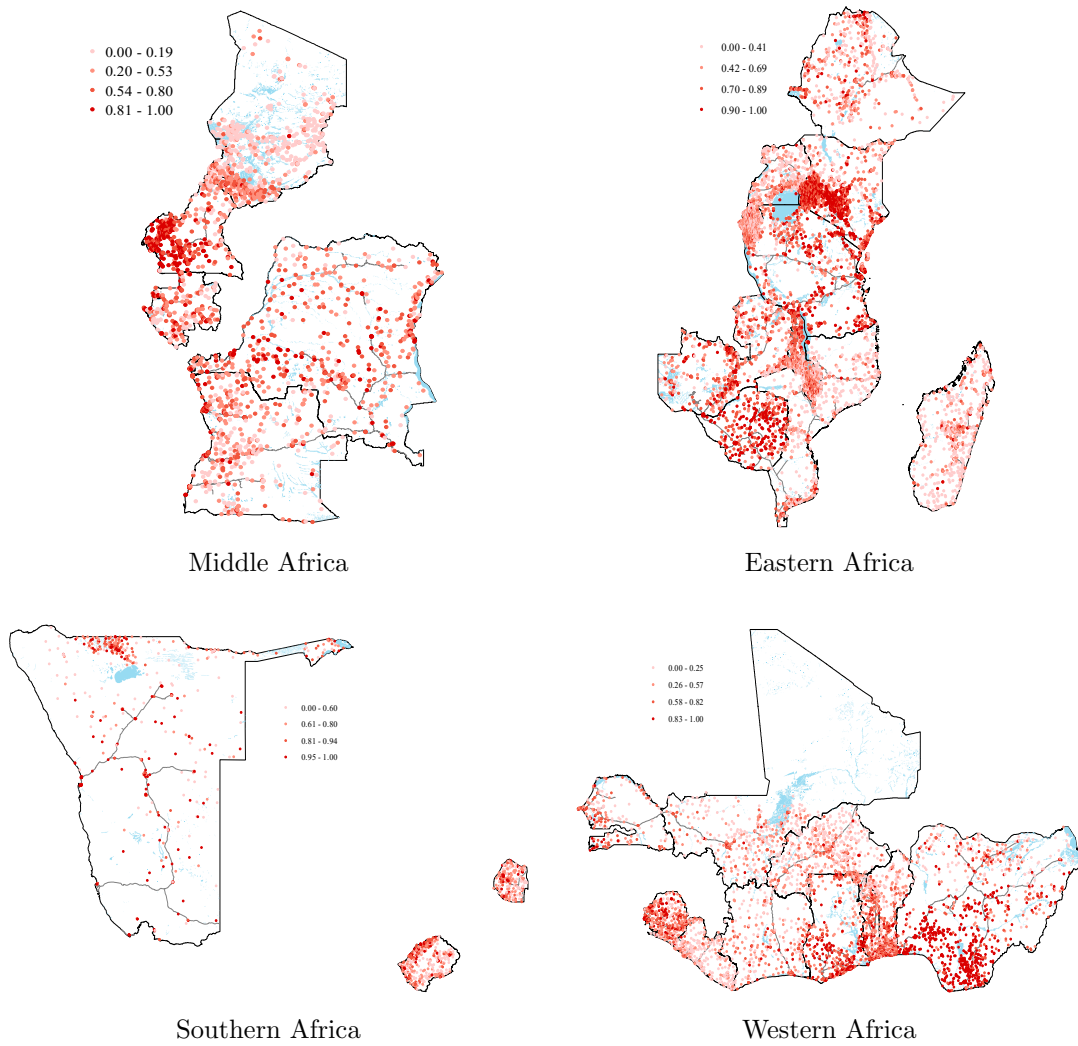 0.00 - 0.19
0.20 - 0.53
0.54 - 0.80
0.81 - 1.00
Middle Africa
0.00 - 0.41
0.42 - 0.69
0.70 - 0.89
0.90 - 1.00
Eastern Africa
0.00 - 0.60
0.61 - 0.80
0.81 - 0.94
0.95 - 1.00
Southern Africa
0.00 - 0.25
0.26 - 0.57
0.58 - 0.82
0.83 - 1.00
Western Africa